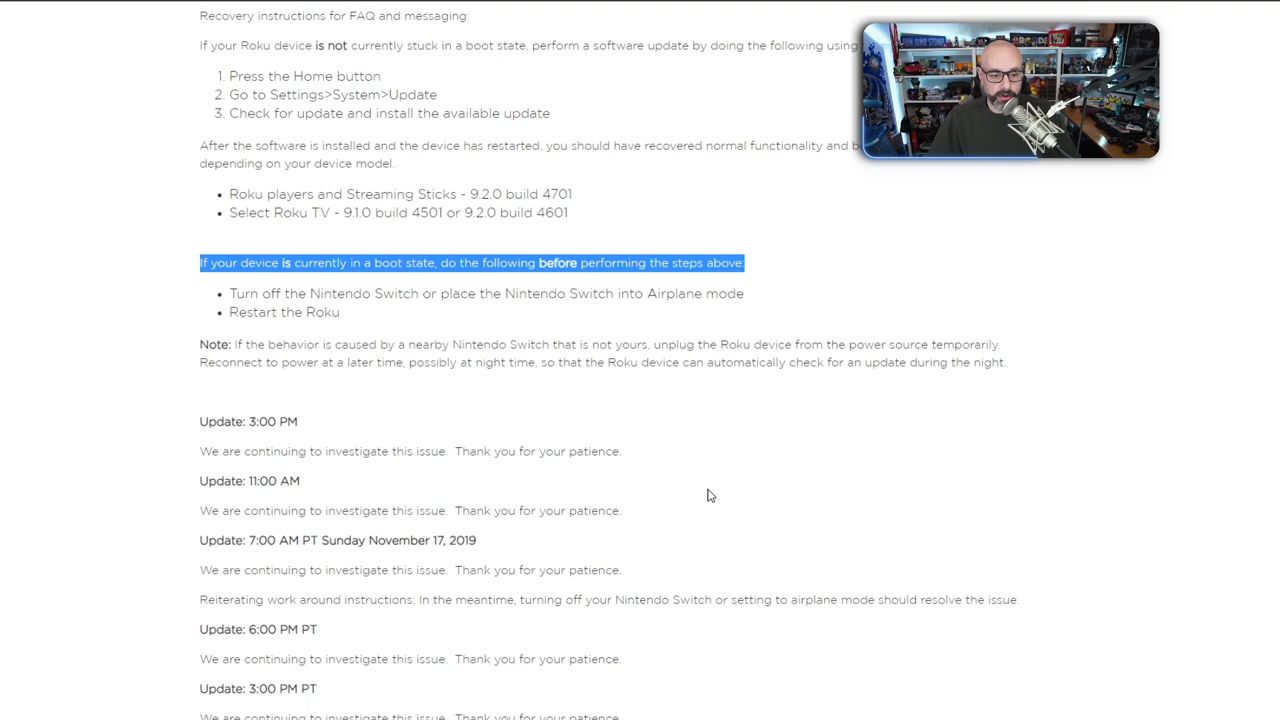 Recovery instructions for FAQ and messaging:
If your Roku device is not currently stuck in a boot state, perform a software update by doing the following using
1. Press the Home button
2. Go to Settings>System>Update
3. Check for update and install the available update
After the software is installed and the device has restarted, you should have recovered normal functionality and b
depending on your device model.
• Roku players and Streaming Sticks - 9.2.0 build 4701
• Select Roku TV - 9.1.0 build 4501 or 9.2.0 build 4601
If your device is currently in a boot state, do the following before performing the steps above:
• Turn off the Nintendo Switch or place the Nintendo Switch into Airplane mode
• Restart the Roku
Note: If the behavior is caused by a nearby Nintendo Switch that is not yours, unplug the Roku device from the power source temporarily.
Reconnect to power at a later time, possibly at night time, so that the Roku device can automatically check for an update during the night.
Update: 3:00 PM
We are continuing to investigate this issue. Thank you for your patience.
Update: 11:00 AM
We are continuing to investigate this issue. Thank you for your patience.
Update: 7:00 AM PT Sunday November 17, 2019
We are continuing to investigate this issue. Thank you for your patience.
Reiterating work around instructions: In the meantime, turning off your Nintendo Switch or setting to airplane mode should resolve the issue.
Update: 6:00 PM PT
We are continuing to investigate this issue. Thank you for your patience.
Update: 3:00 PM PT
We are continuing to investigate this issue. Thank you for your patience.